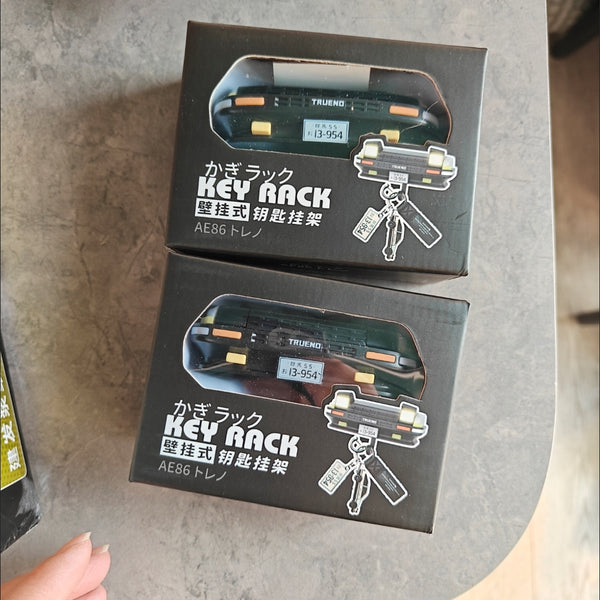 TRUENO
13-954
かぎラック
KEY RACK
壁挂式 钥匙挂架
AE86 トレノ
TRUENO
13-954
かぎラック
KEY RACK
壁挂式 钥匙挂架
AE86 トレノ